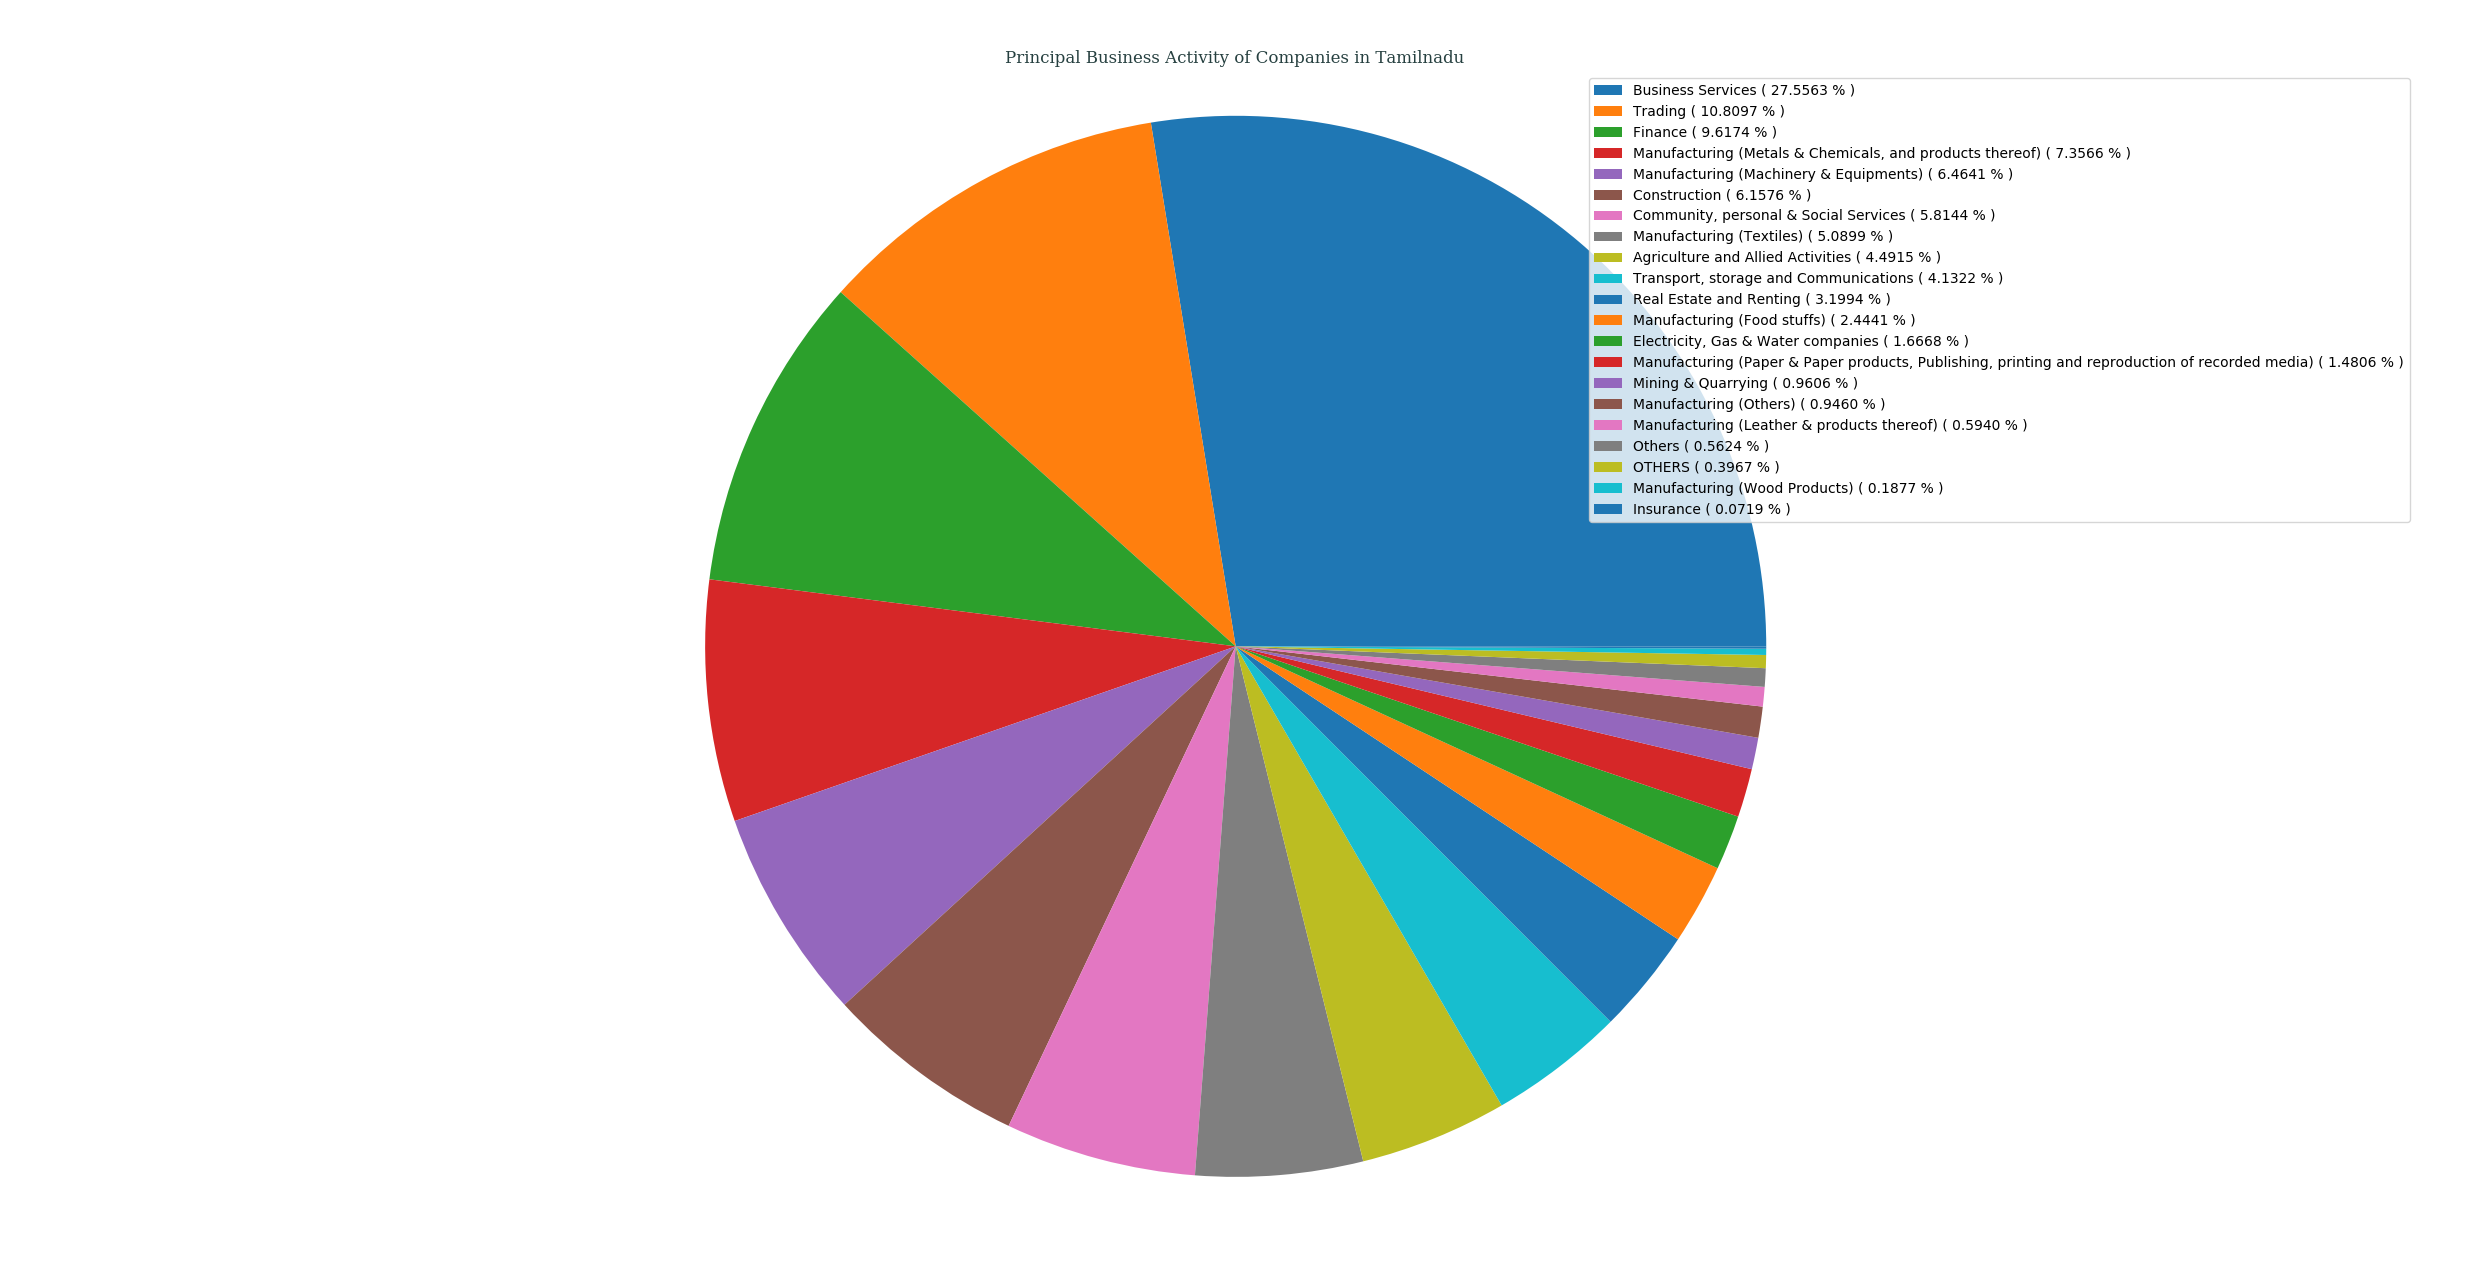 Principal Business Activity of Companies in Tamilnadu
Business Services ( 27.5563 % )
Trading ( 10.8097 % )
Finance ( 9.6174 % )
Manufacturing (Metals & Chemicals, and products thereof) ( 7.3566 % )
Manufacturing (Machinery & Equipments) ( 6.4641 % )
Construction ( 6.1576 % )
Community, personal & Social Services ( 5.8144 % )
Manufacturing (Textiles) ( 5.0899 % )
Agriculture and Allied Activities ( 4.4915 % )
Transport, storage and Communications ( 4.1322 % )
Real Estate and Renting ( 3.1994 % )
Manufacturing (Food stuffs) ( 2.4441 % )
Electricity, Gas & Water companies ( 1.6668 % )
Manufacturing (Paper & Paper products, Publishing, printing and reproduction of recorded media) ( 1.4806 % )
Mining & Quarrying ( 0.9606 % )
Manufacturing (Others) ( 0.9460 % )
Manufacturing (Leather & products thereof) ( 0.5940 % )
Others ( 0.5624 % )
OTHERS ( 0.3967 % )
Manufacturing (Wood Products) ( 0.1877 % )
Insurance ( 0.0719 % )